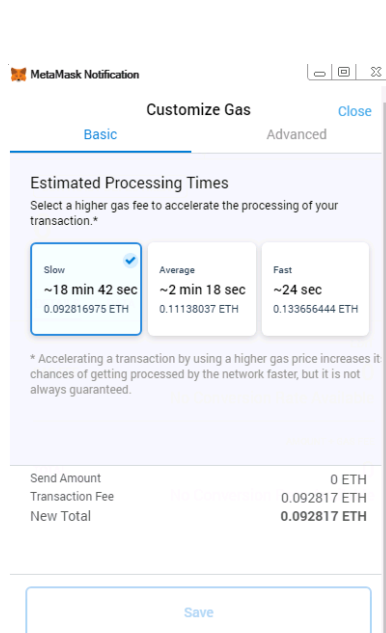 MetaMask Notification
Customize Gas
Close
Basic
Advanced
Estimated Processing Times
Select a higher gas fee to accelerate the processing of your
transaction.*
Slow
~18 min 42 sec
0.092816975 ETH
Average
~2 min 18 sec
0.11138037 ETH
Fast
~24 sec
0.133656444 ETH
* Accelerating a transaction by using a higher gas price increases it
chances of getting processed by the network faster, but it is not
always guaranteed.
Send Amount
0 ETH
Transaction Fee
0.092817 ETH
New Total
0.092817 ETH
Save